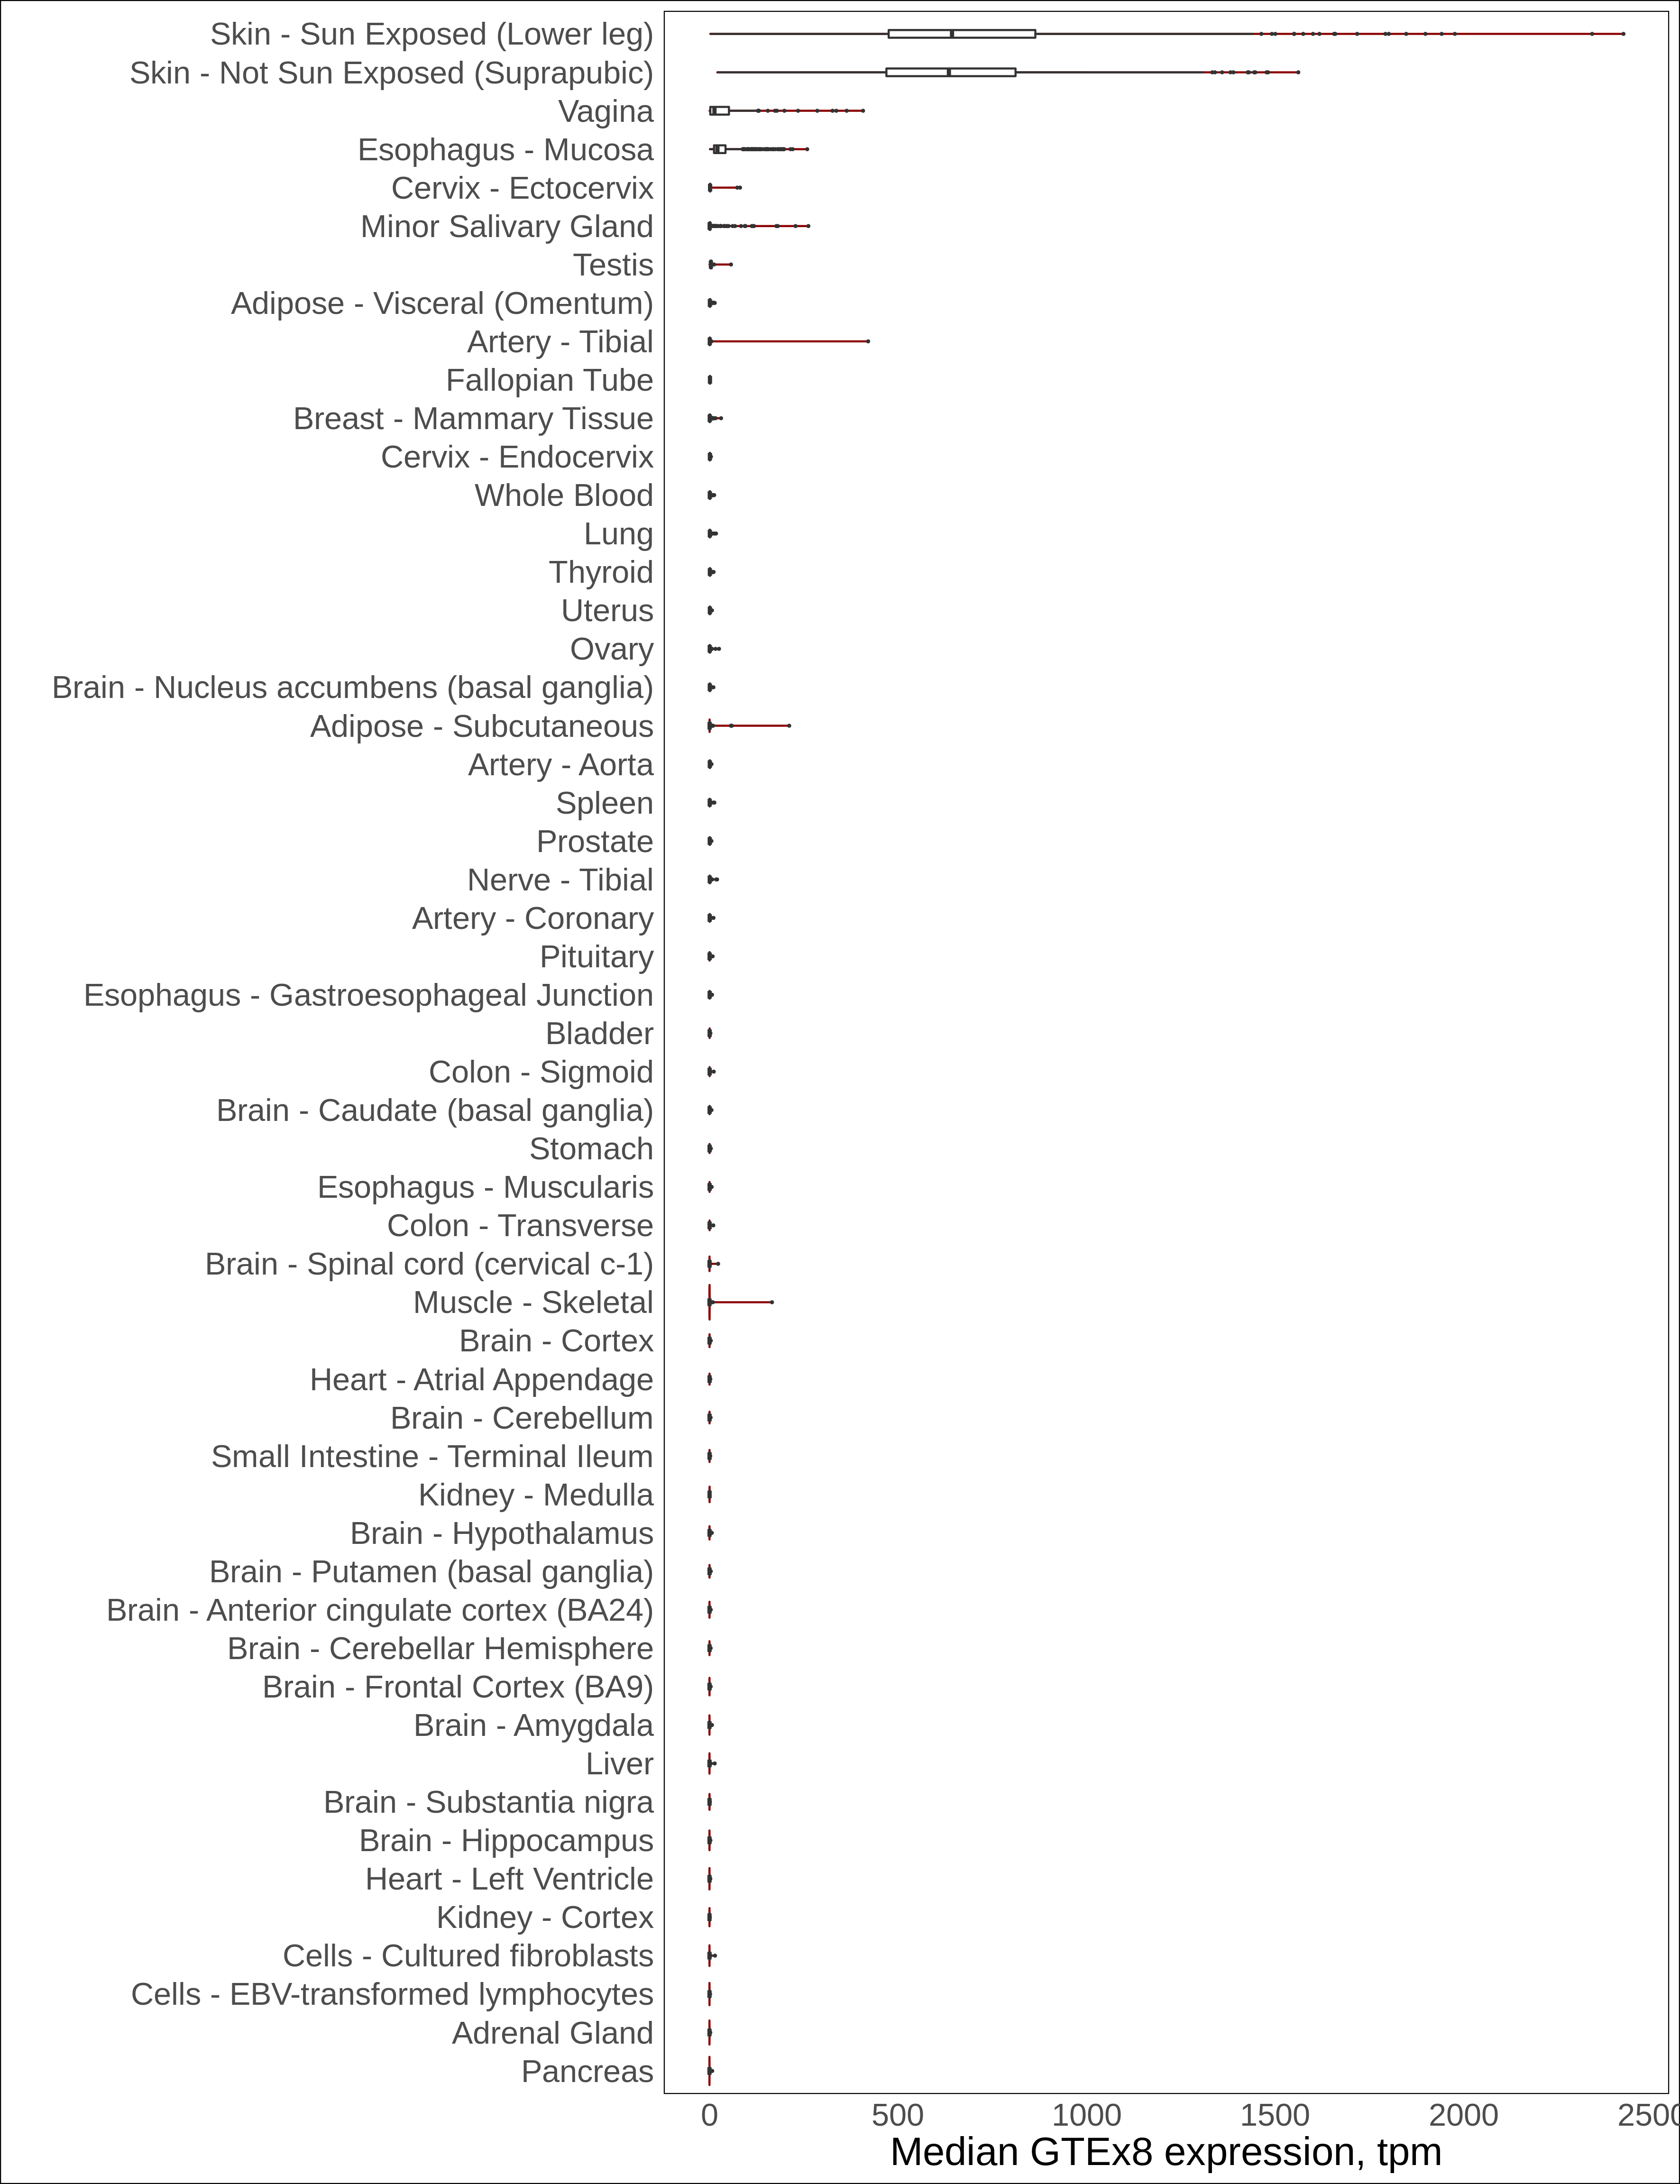 Skin - Sun Exposed (Lower leg)
Skin - Not Sun Exposed (Suprapubic)
Vagina
Esophagus - Mucosa
Cervix - Ectocervix
Minor Salivary Gland
Testis
Adipose - Visceral (Omentum)
Artery - Tibial
Fallopian Tube
Breast - Mammary Tissue
Cervix - Endocervix
Whole Blood
Lung
Thyroid
Uterus
Ovary
Brain - Nucleus accumbens (basal ganglia)
Adipose - Subcutaneous
Artery - Aorta
Spleen
Prostate
Nerve - Tibial
Artery - Coronary
Pituitary
Esophagus - Gastroesophageal Junction
Bladder
Colon - Sigmoid
Brain - Caudate (basal ganglia)
Stomach
Esophagus - Muscularis
Colon - Transverse
Brain - Spinal cord (cervical c-1)
Muscle - Skeletal
Brain - Cortex
Heart - Atrial Appendage
Brain - Cerebellum
Small Intestine - Terminal Ileum
Kidney - Medulla
Brain - Hypothalamus
Brain - Putamen (basal ganglia)
Brain - Anterior cingulate cortex (BA24)
Brain - Cerebellar Hemisphere
Brain - Frontal Cortex (BA9)
Brain - Amygdala
Liver
Brain - Substantia nigra
Brain - Hippocampus
Heart - Left Ventricle
Kidney - Cortex
Cells - Cultured fibroblasts
Cells - EBV-transformed lymphocytes
Adrenal Gland
Pancreas
0 500 1000 1500 2000 2500
Median GTEx8 expression, tpm